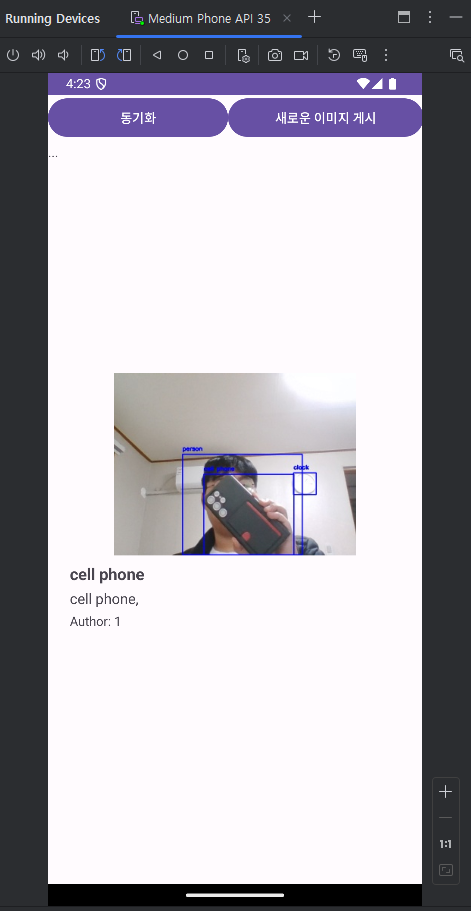 Running Devices
Medium Phone API 35
4:23
동기화
새로운 이미지 게시
...
person
cell phone
clock
cell phone
cell phone,
Author: 1
1:1